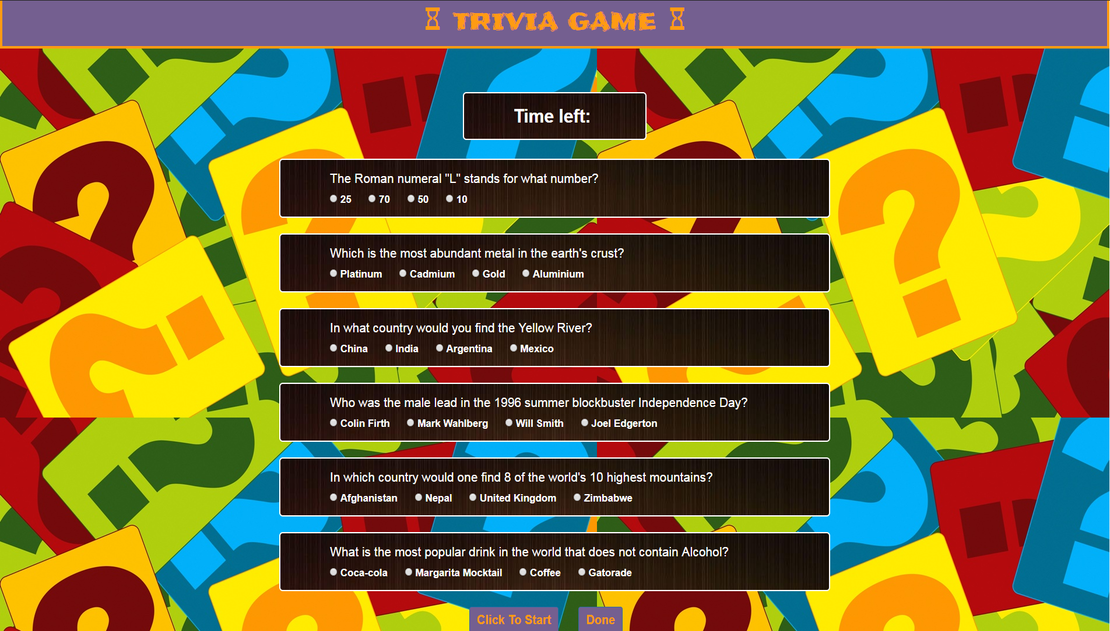 TRIVIA GAME
Time left:
The Roman numeral "L" stands for what number?
25 70 50 10
Which is the most abundant metal in the earth's crust?
Platinum Cadmium Gold Aluminium
In what country would you find the Yellow River?
China India Argentina Mexico
Who was the male lead in the 1996 summer blockbuster Independence Day?
Colin Firth Mark Wahlberg Will Smith Joel Edgerton
In which country would one find 8 of the world's 10 highest mountains?
Afghanistan Nepal United Kingdom Zimbabwe
What is the most popular drink in the world that does not contain Alcohol?
Coca-cola Margarita Mocktail Coffee Gatorade
Click To Start Done